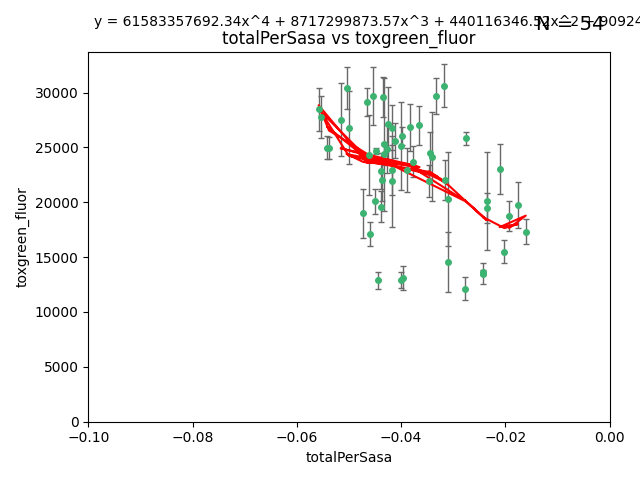 y = 61583357692.34x^4 + 8717299873.57x^3 + 440116346.52x^2 + 90924
N = 54
totalPerSasa vs toxgreen_fluor
30000
25000
20000
15000
10000
5000
0
toxgreen_fluor
−0.10 −0.08 −0.06 −0.04 −0.02 0.00
totalPerSasa